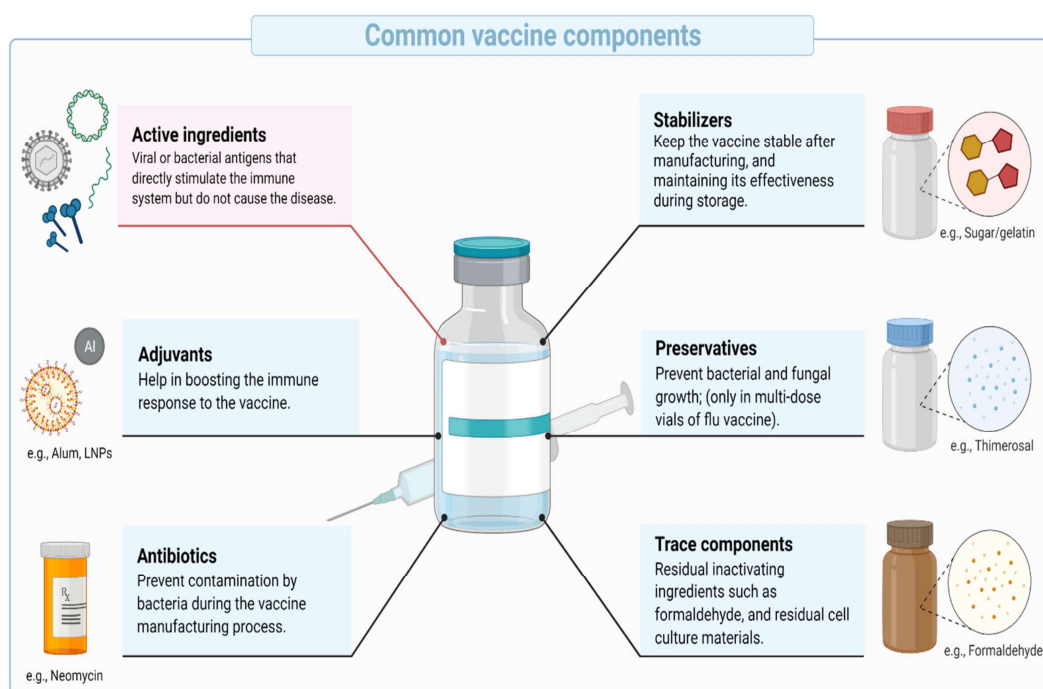 Common vaccine components
Active ingredients
Viral or bacterial antigens that
directly stimulate the immune
system but do not cause the disease.
Stabilizers
Keep the vaccine stable after
manufacturing, and
maintaining its effectiveness
during storage.
e.g., Sugar/gelatin
Al
Adjuvants
Help in boosting the immune
response to the vaccine.
e.g., Alum, LNPs
Preservatives
Prevent bacterial and fungal
growth; (only in multi-dose
vials of flu vaccine).
e.g., Thimerosal
Antibiotics
Prevent contamination by
bacteria during the vaccine
manufacturing process.
Rx
e.g., Neomycin
Trace components
Residual inactivating
ingredients such as
formaldehyde, and residual cell
culture materials.
e.g., Formaldehyde